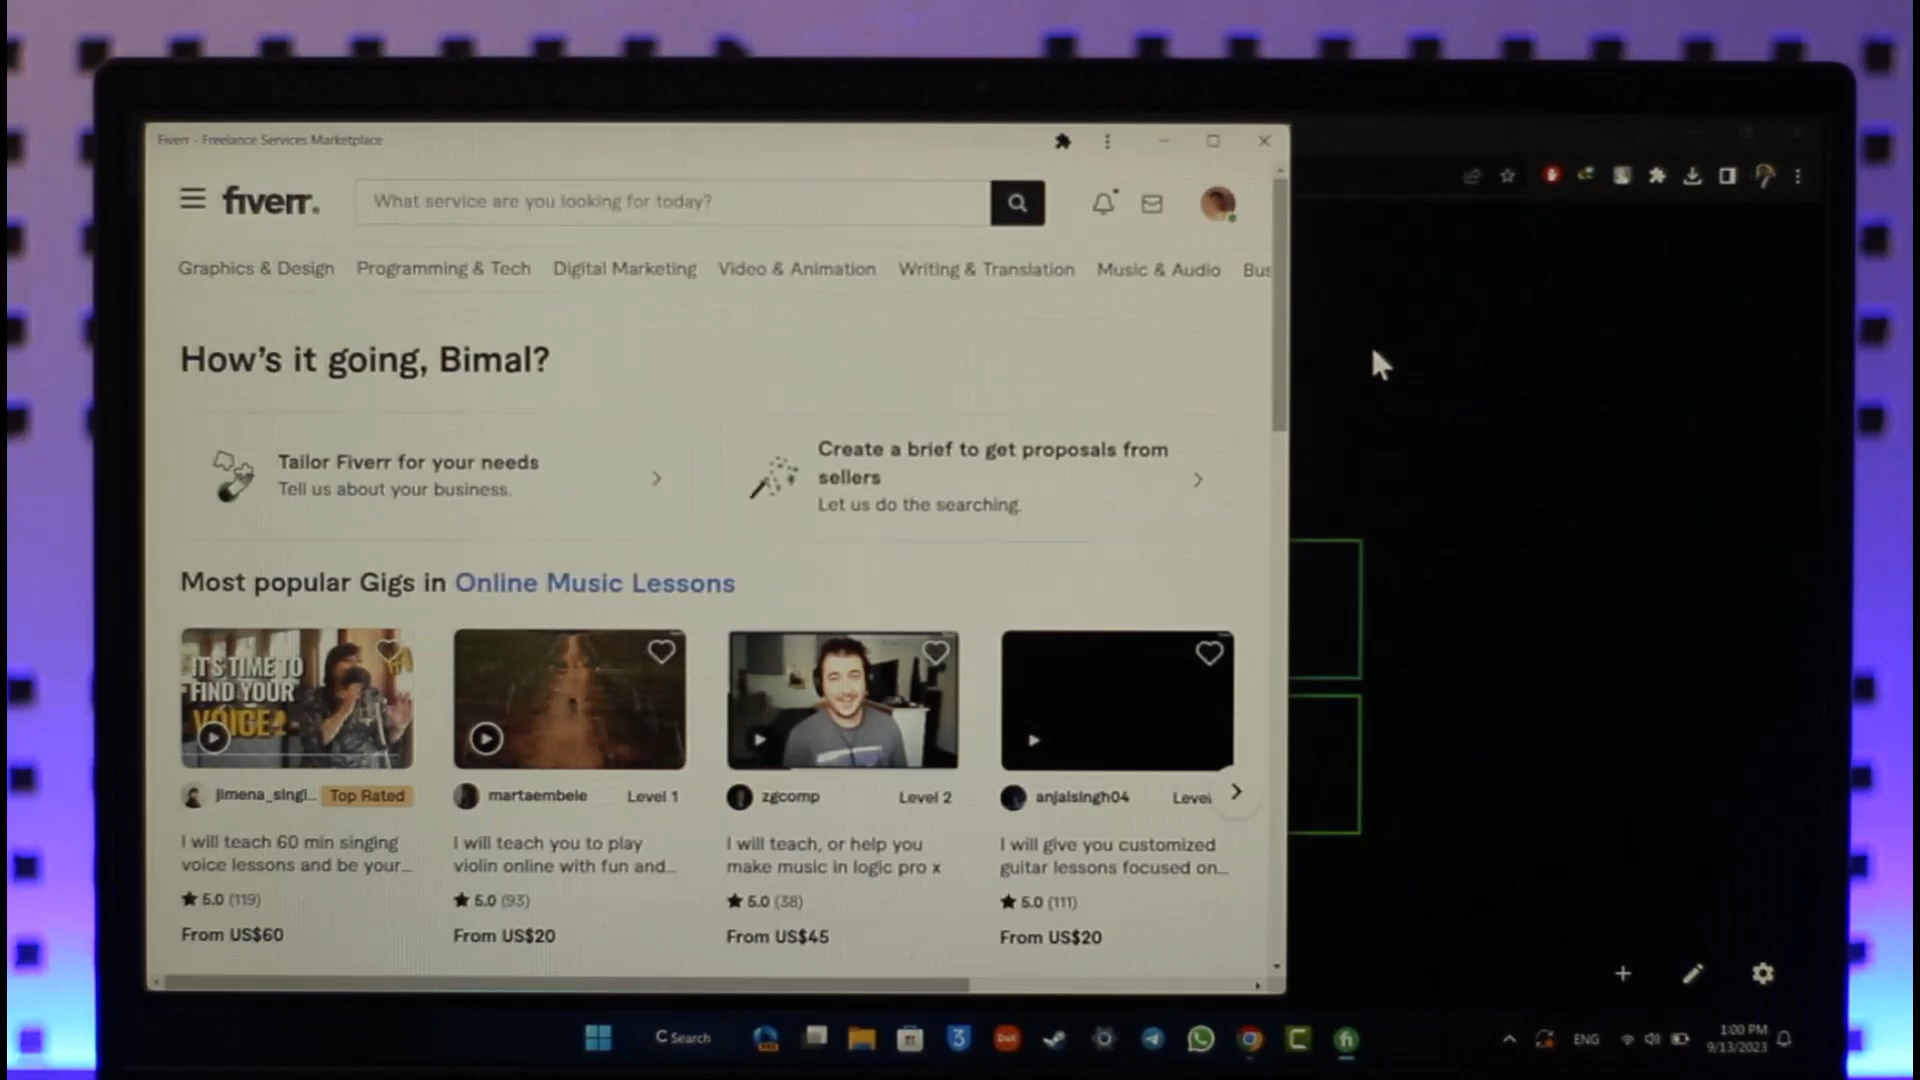 Fiverr - Freelance Services Marketplace
fiverr.
What service are you looking for today?
Graphics & Design
Programming & Tech
Digital Marketing
Video & Animation
Writing & Translation
Music & Audio
Bus
How's it going, Bimal?
Tailor Fiverr for your needs
Tell us about your business.
Create a brief to get proposals from
sellers
Let us do the searching.
Most popular Gigs in Online Music Lessons
IT'S TIME TO
FIND YOUR
VOICE
jimena_singi... Top Rated
martaembele Level 1
zgcomp Level 2
anjalsingh04 Level
I will teach 60 min singing
voice lessons and be your...
5.0 (119)
From US$60
I will teach you to play
violin online with fun and...
5.0 (93)
From US$20
I will teach, or help you
make music in logic pro x
5.0 (38)
From US$45
I will give you customized
guitar lessons focused on...
5.0 (111)
From US$20
Search
3
fi
ENG
1:00 PM
9/13/2023